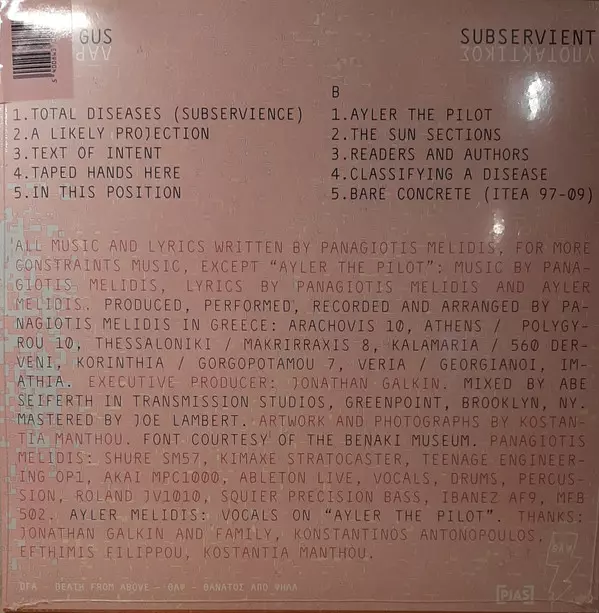 GUS
SUBSERVIENT
ΛΑΡ
ΥΠΟΤΑΚΤΙΚΟΣ
1.TOTAL DISEASES (SUBSERVIENCE)
2.A LIKELY PROJECTION
3.TEXT OF INTENT
4.TAPED HANDS HERE
5.IN THIS POSITION
B
1.AYLER THE PILOT
2.THE SUN SECTIONS
3.READERS AND AUTHORS
4.CLASSIFYING A DISEASE
5.BARE CONCRETE (ITEA 97-09)
ALL MUSIC AND LYRICS WRITTEN BY PANAGIOTIS MELIDIS, FOR MORE
CONSTRAINTS MUSIC, EXCEPT “AYLER THE PILOT”: MUSIC BY PANA-
GIOTIS MELIDIS, LYRICS BY PANAGIOTIS MELIDIS AND AYLER
MELIDIS. PRODUCED, PERFORMED, RECORDED AND ARRANGED BY PA-
NAGIOTIS MELIDIS IN GREECE: ARACHOVIS 10, ATHENS / POLYGY-
ROU 10, THESSALONIKI / MAKRIRRAXIS 8, KALAMARIA / 560 DER-
VENI, KORINTHIA / GORGOPOTAMOU 7, VERIA / GEORGIANOI, IM-
ATHIA. EXECUTIVE PRODUCER: JONATHAN GALKIN. MIXED BY ABE
SEIFERTH IN TRANSMISSION STUDIOS, GREENPOINT, BROOKLYN, NY.
MASTERED BY JOE LAMBERT. ARTWORK AND PHOTOGRAPHS BY KOSTAN-
TIA MANTHOU. FONT COURTESY OF THE BENAKI MUSEUM. PANAGIOTIS
MELIDIS: SHURE SM57, KIMAXE STRATOCASTER, TEENAGE ENGINEER-
ING OP1, AKAI MPC1000, ABLETON LIVE, VOCALS, DRUMS, PERCUS-
SION, ROLAND JV1010, SQUIER PRECISION BASS, IBANEZ AF9, MFB
502. AYLER MELIDIS: VOCALS ON “AYLER THE PILOT”. THANKS:
JONATHAN GALKIN AND FAMILY, KONSTANTINOS ANTONOPOULOS,
EFTHIMIS FILIPPOU, KOSTANTIA MANTHOU.
DFA - DEATH FROM ABOVE - ΘΑΨ - ΘΑΝΑΤΟΙ
[PIAS]
ΘΑΨ